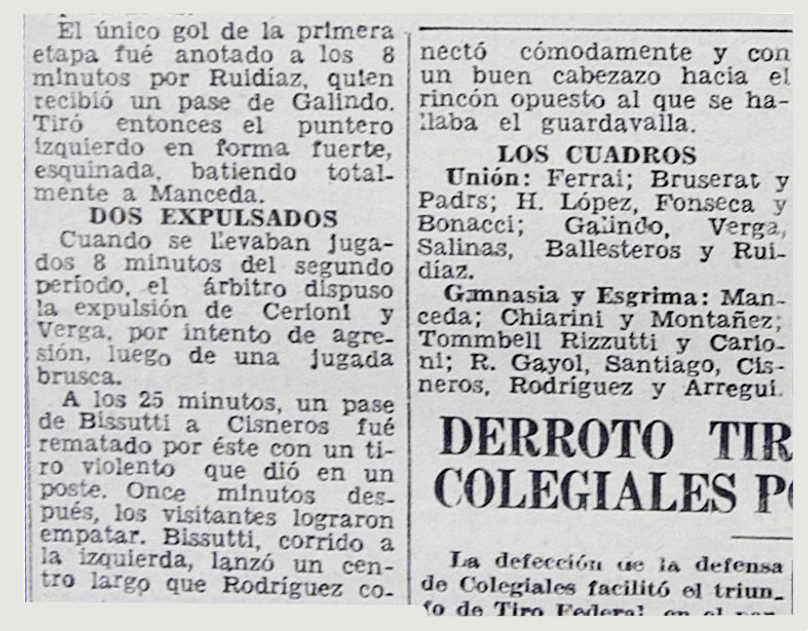 El único gol de la primera
etapa fué anotado a los 8
minutos por Ruidíaz, quien
recibió un pase de Galindo.
Tiró entonces el puntero
izquierdo en forma fuerte,
esquinada, batiendo total-
mente a Manceda.
DOS EXPULSADOS
Cuando se llevaban juga-
dos 8 minutos del segundo
período, el árbitro dispuso
la expulsión de Cerioni y
Verga, por intento de agre-
sión, luego de una jugada
brusca.
A los 25 minutos, un pase
de Bissutti a Cisneros fué
rematado por éste con un ti-
ro violento que dió en un
poste. Once minutos des-
pués, los visitantes lograron
empatar. Bissutti, corrido a
la izquierda, lanzó un cen-
tro largo que Rodríguez co-
nectó cómodamente y con
un buen cabezazo hacia el
rincón opuesto al que se ha-
llaba el guardavalla.
LOS CUADROS
Unión: Ferrai; Bruserat y
Padrs; H. López, Fonseca y
Bonacci; Galindo, Verga,
Salinas, Ballesteros y Rui-
díaz.
Gimnasia y Esgrima: Man-
ceda; Chiarini y Montañez;
Tommbell Rizzutti y Cario-
ni; R. Gayol, Santiago, Cis-
neros, Rodríguez y Arregui.
DERROTO TIR
COLEGIALES P
La defección de la defensa
de Colegiales facilitó el triun-
fo de Tiro Federal en el